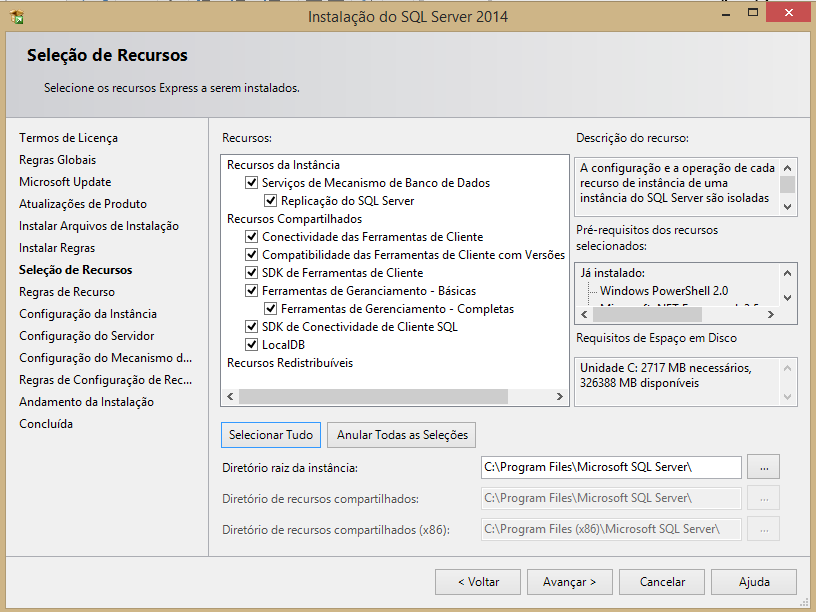 Instalação do SQL Server 2014
Seleção de Recursos
Selecione os recursos Express a serem instalados.
Termos de Licença
Regras Globais
Microsoft Update
Atualizações de Produto
Instalar Arquivos de Instalação
Instalar Regras
Seleção de Recursos
Regras de Recurso
Configuração da Instância
Configuração do Servidor
Configuração do Mecanismo d...
Regras de Configuração de Rec...
Andamento da Instalação
Concluída
Recursos:
Recursos da Instância
Serviços de Mecanismo de Banco de Dados
Replicação do SQL Server
Recursos Compartilhados
Conectividade das Ferramentas de Cliente
Compatibilidade das Ferramentas de Cliente com Versões
SDK de Ferramentas de Cliente
Ferramentas de Gerenciamento - Básicas
Ferramentas de Gerenciamento - Completas
SDK de Conectividade de Cliente SQL
LocalDB
Recursos Redistribuíveis
Descrição do recurso:
A configuração e a operação de cada
recurso de instância de uma
instância do SQL Server são isoladas
Pré-requisitos dos recursos
selecionados:
Já instalado:
Windows PowerShell 2.0
Requisitos de Espaço em Disco
Unidade C: 2717 MB necessários,
326388 MB disponíveis
Selecionar Tudo
Anular Todas as Seleções
Diretório raiz da instância:
C:\Program Files\Microsoft SQL Server\
...
Diretório de recursos compartilhados:
C:\Program Files\Microsoft SQL Server\
...
Diretório de recursos compartilhados (x86):
C:\Program Files (x86)\Microsoft SQL Server\
...
< Voltar
Avançar >
Cancelar
Ajuda